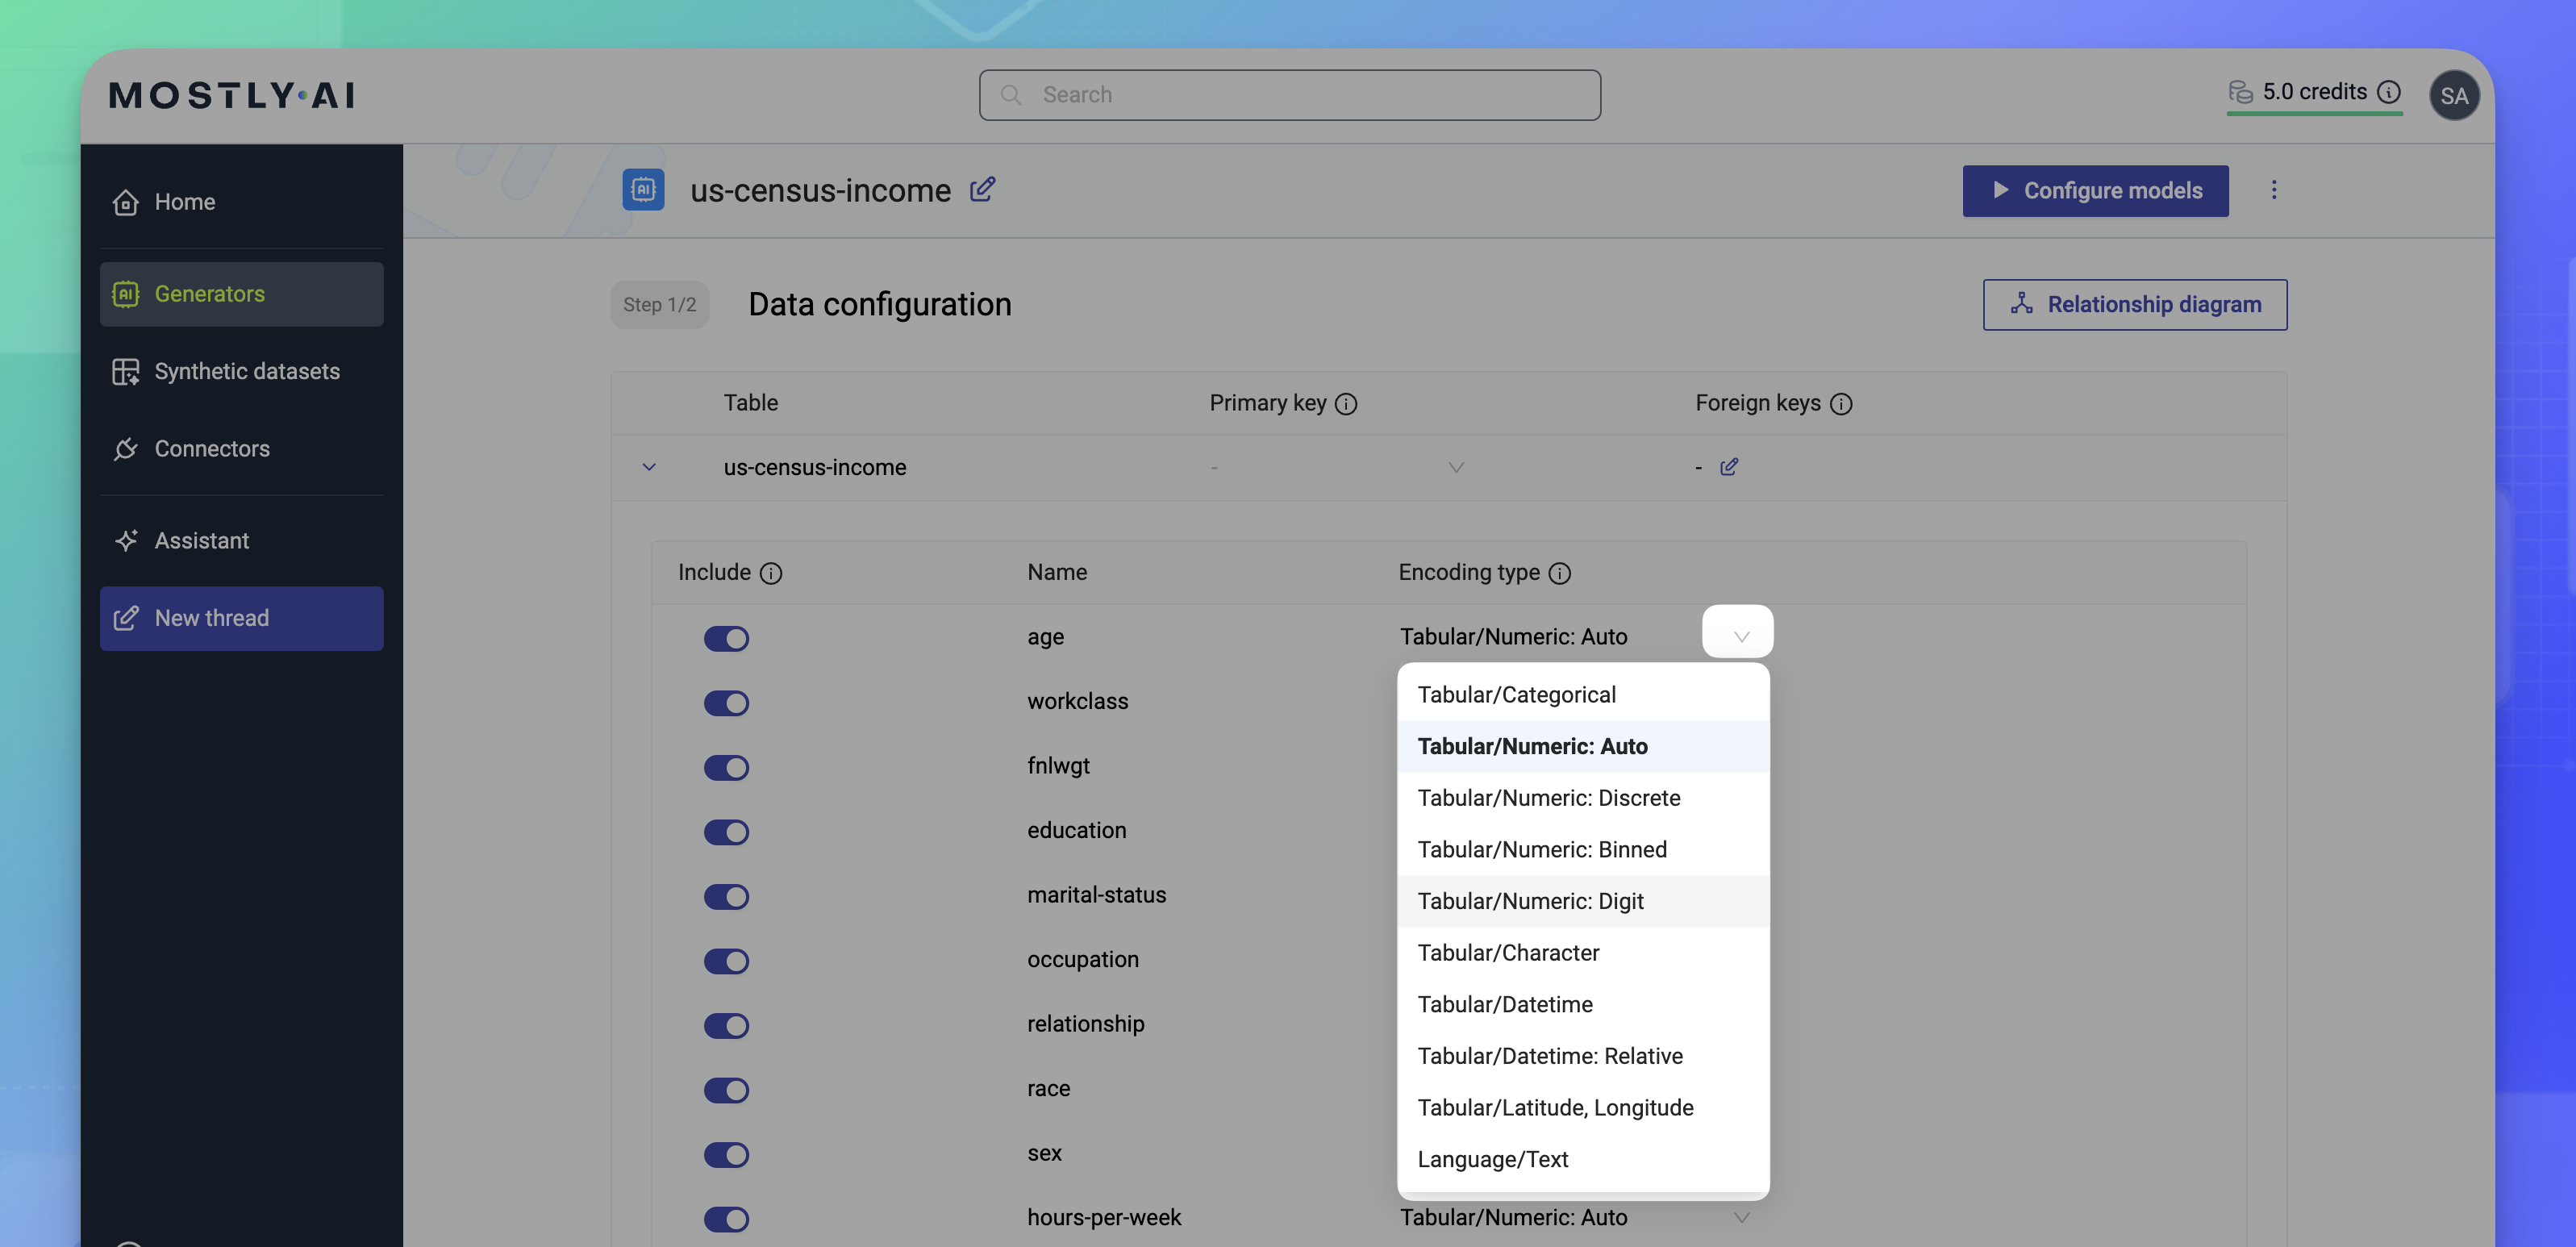 MOSTLY·AI
Search
5.0 credits
SA
Home
Generators
Synthetic datasets
Connectors
Assistant
New thread
AI
us-census-income
Configure models
Step 1/2
Data configuration
Relationship diagram
Table Primary key Foreign keys
us-census-income - -
Include Name Encoding type
age Tabular/Numeric: Auto
workclass
fnlwgt
education
marital-status
occupation
relationship
race
sex
hours-per-week Tabular/Numeric: Auto
Tabular/Categorical
Tabular/Numeric: Auto
Tabular/Numeric: Discrete
Tabular/Numeric: Binned
Tabular/Numeric: Digit
Tabular/Character
Tabular/Datetime
Tabular/Datetime: Relative
Tabular/Latitude, Longitude
Language/Text